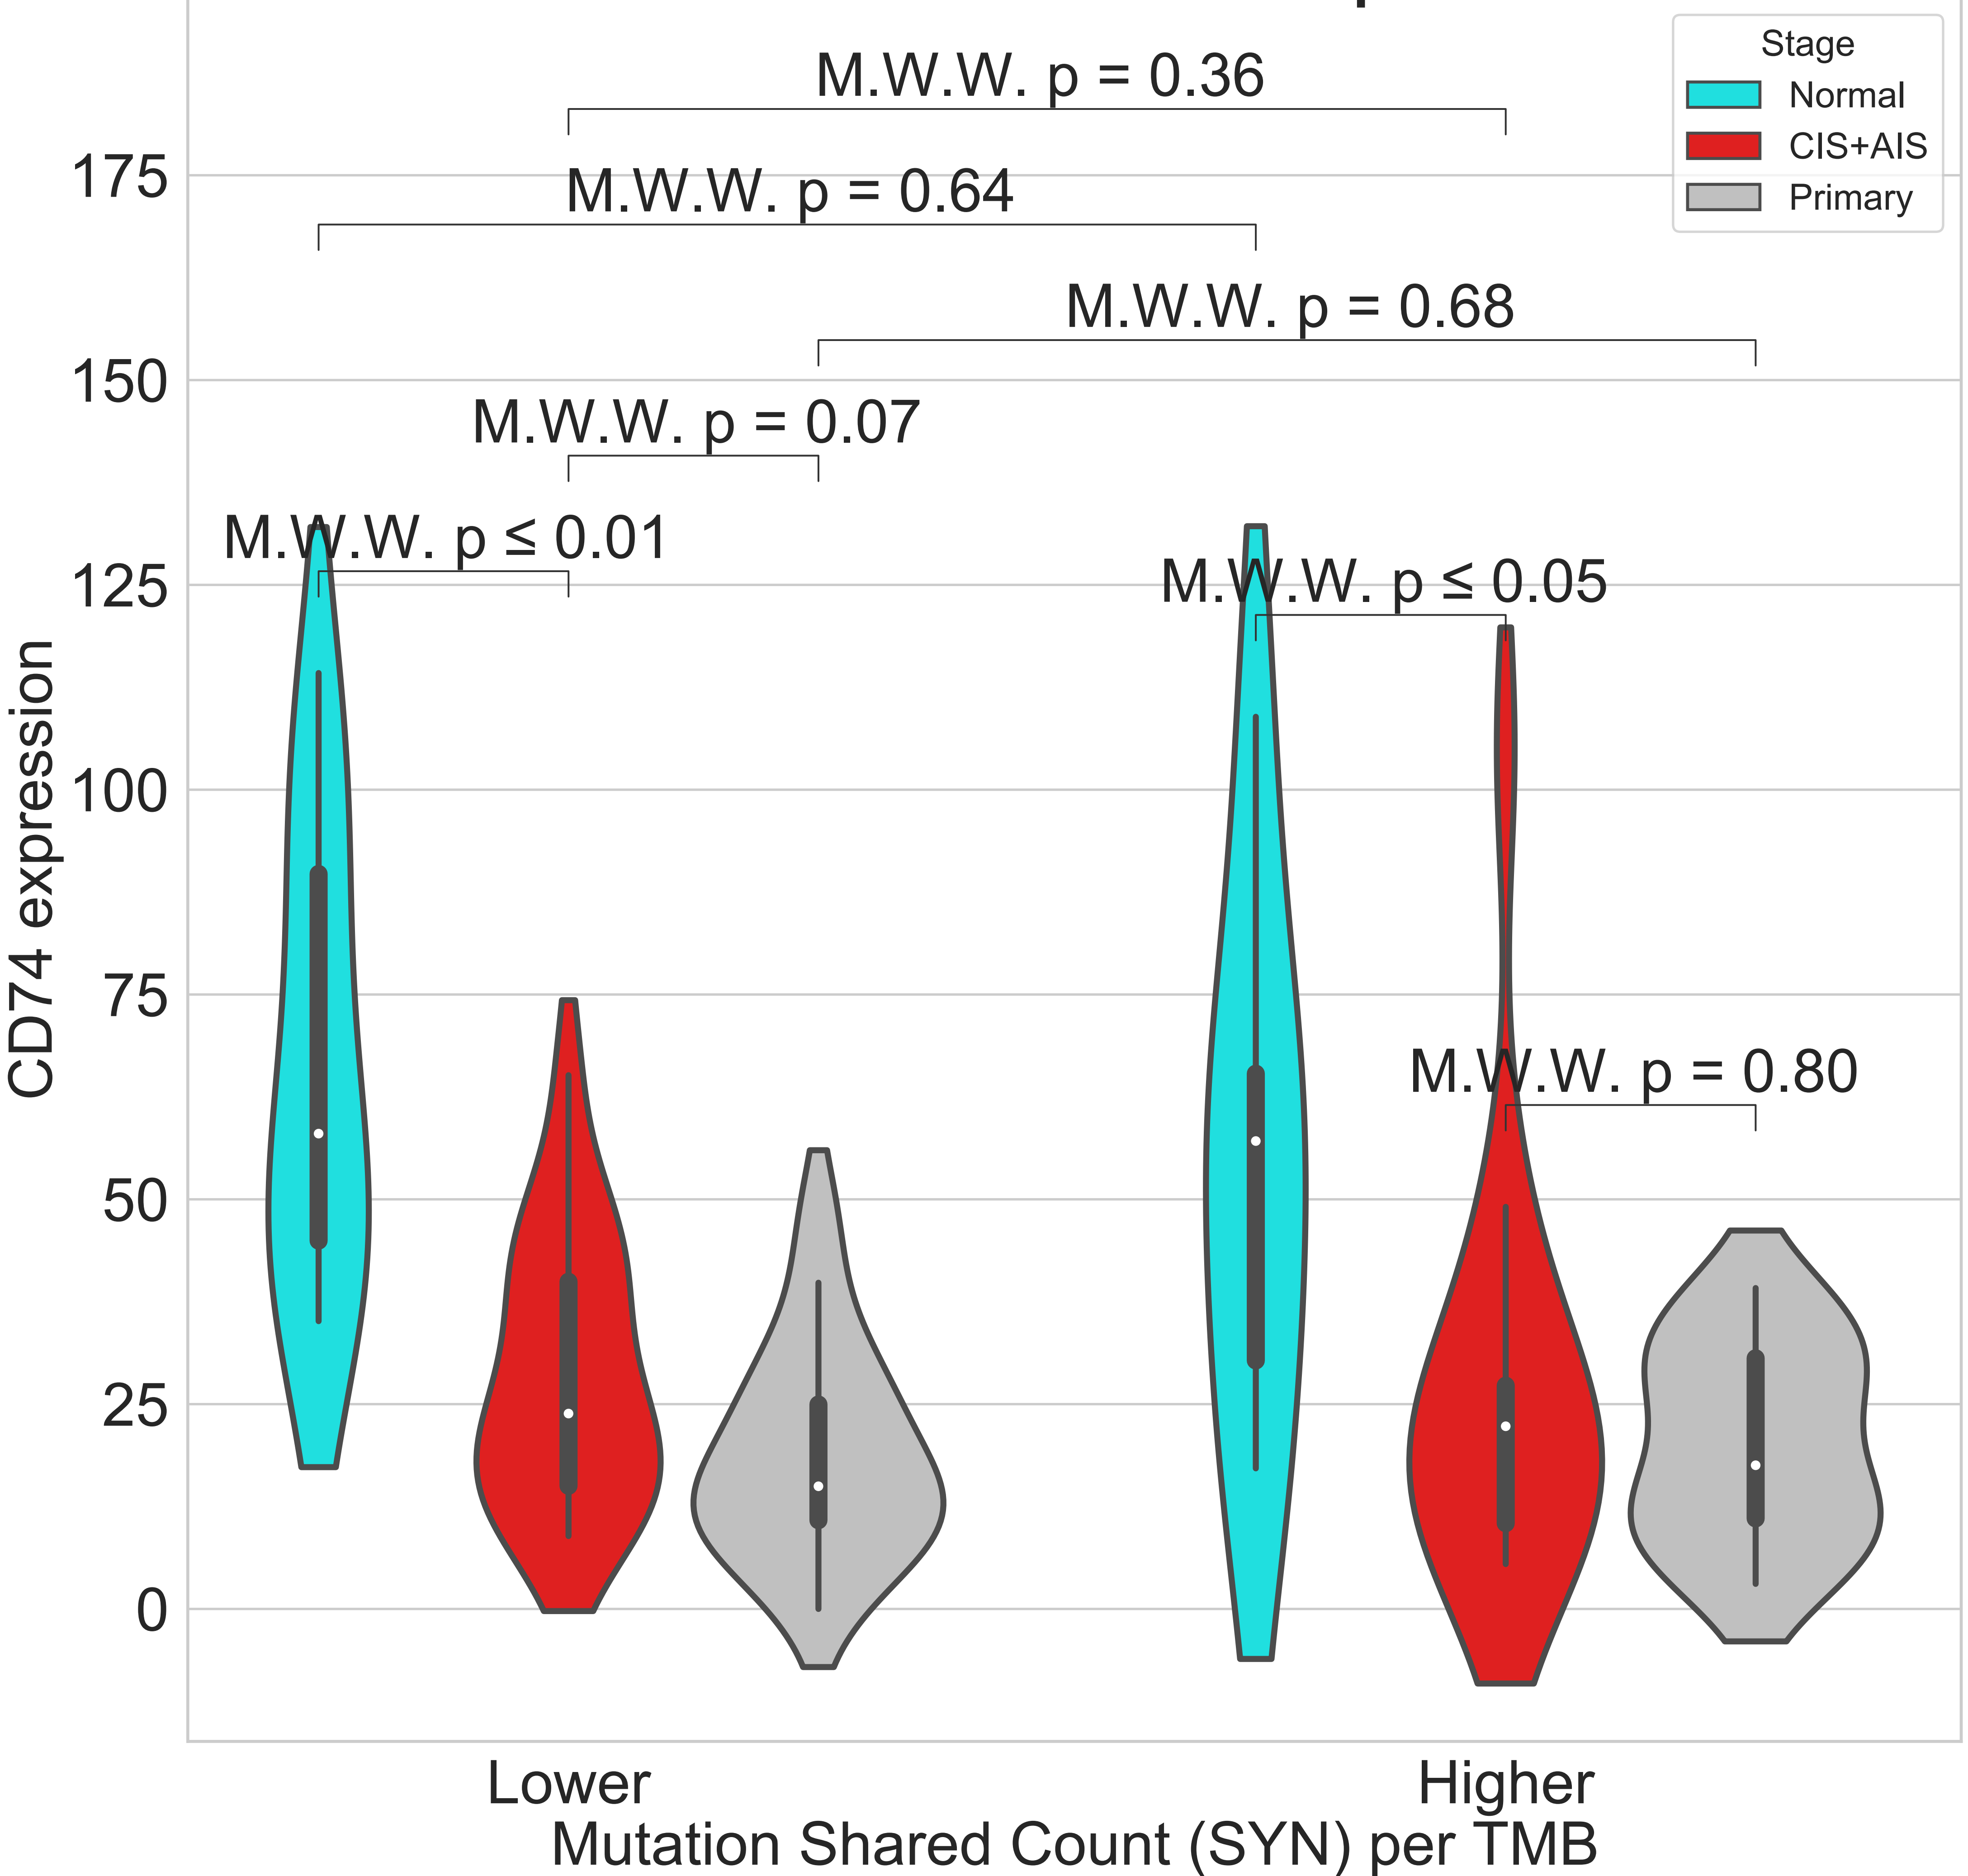 Stage
Normal
CIS+AIS
Primary
M.W.W. p = 0.36
M.W.W. p = 0.64
M.W.W. p = 0.68
M.W.W. p = 0.07
M.W.W. p ≤ 0.01
M.W.W. p ≤ 0.05
M.W.W. p = 0.80
CD74 expression
175
150
125
100
75
50
25
0
Lower
Higher
Mutation Shared Count (SYN) per TMB